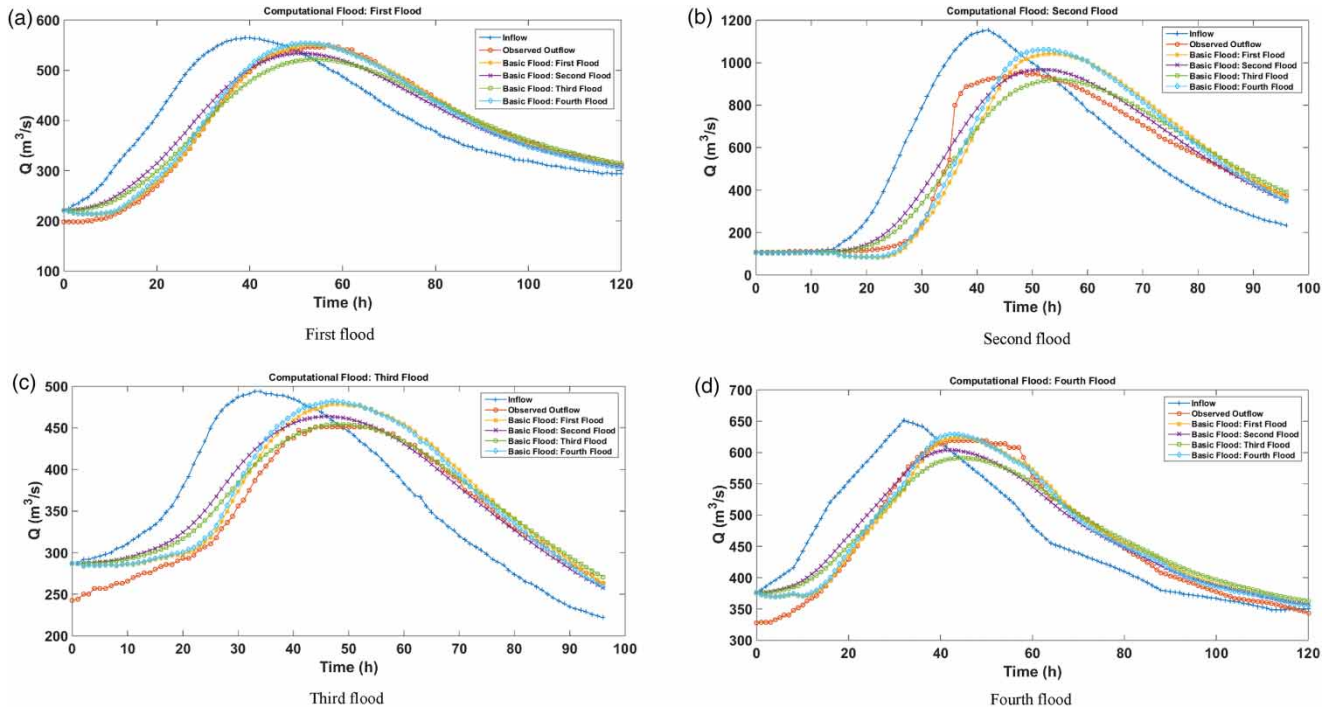 (a)
Computational Flood: First Flood
600
500
400
300
200
100
Q (m³/s)
Inflow
Observed Outflow
Basic Flood: First Flood
Basic Flood: Second Flood
Basic Flood: Third Flood
Basic Flood: Fourth Flood
0 20 40 60 80 100 120
Time (h)
First flood
(b)
Computational Flood: Second Flood
1200
1000
800
600
400
200
0
Q (m³/s)
Inflow
Observed Outflow
Basic Flood: First Flood
Basic Flood: Second Flood
Basic Flood: Third Flood
Basic Flood: Fourth Flood
0 10 20 30 40 50 60 70 80 90 100
Time (h)
Second flood
(c)
Computational Flood: Third Flood
500
450
400
350
300
250
200
Q (m³/s)
Inflow
Observed Outflow
Basic Flood: First Flood
Basic Flood: Second Flood
Basic Flood: Third Flood
Basic Flood: Fourth Flood
0 10 20 30 40 50 60 70 80 90 100
Time (h)
Third flood
(d)
Computational Flood: Fourth Flood
700
650
600
550
500
450
400
350
300
Q (m³/s)
Inflow
Observed Outflow
Basic Flood: First Flood
Basic Flood: Second Flood
Basic Flood: Third Flood
Basic Flood: Fourth Flood
0 20 40 60 80 100 120
Time (h)
Fourth flood